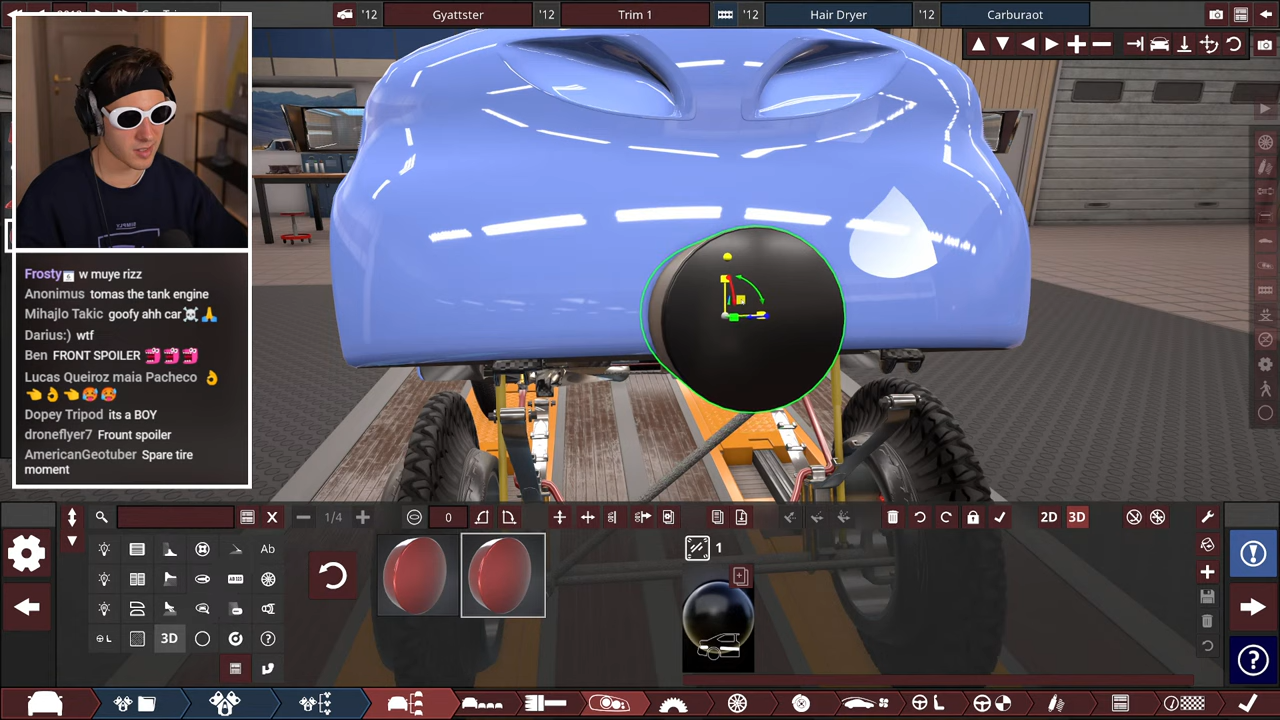 '12 Gyattster '12 Trim 1 '12 Hair Dryer '12 Carburaot
Frosty w muye rizz
Anonimus tomas the tank engine
Mihajlo Takic goofy ahh car☠️🙏
Darius:) wtf
Ben FRONT SPOILER
Lucas Queiroz maia Pacheco 👌
👈👌👈🥵🥵
Dopey Tripod its a BOY
droneflyer7 Frount spoiler
AmericanGeotuber Spare tire
moment
1/4 0 2D 3D
Ab
1
L 3D ?
?